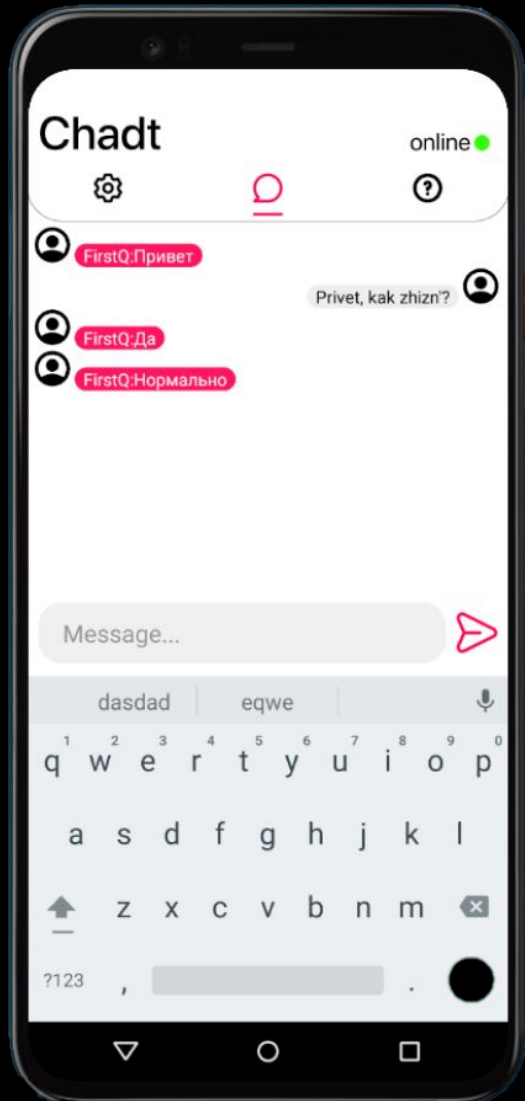 Chadt
online
FirstQ:Привет
Privet, kak zhizn'?
FirstQ:Да
FirstQ:Нормально
Message...
dasdad eqwe
1 2 3 4 5 6 7 8 9 0
q w e r t y u i o p
a s d f g h j k l
z x c v b n m
?123 , .